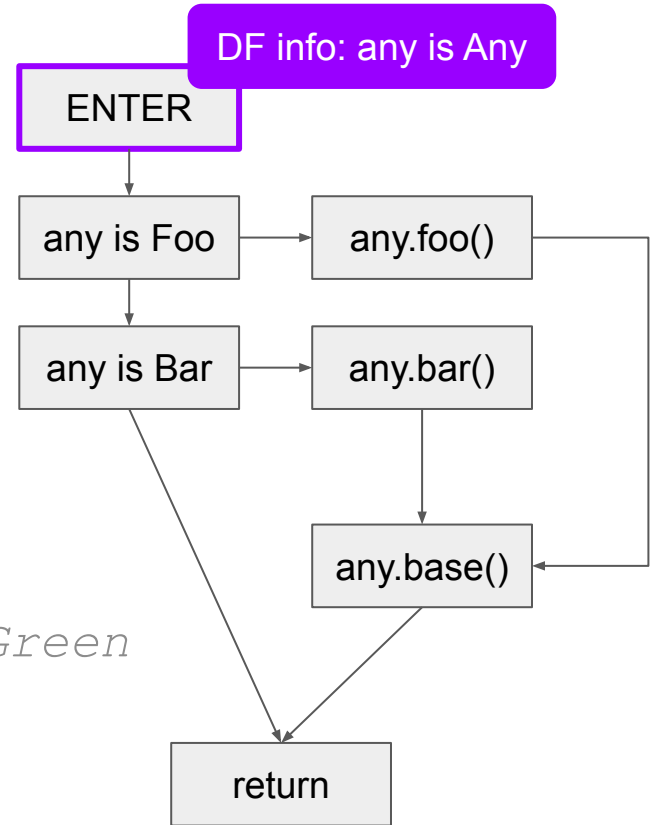 DF info: any is Any
ENTER
any is Foo
any.foo()
any is Bar
any.bar()
any.base()
Green
return